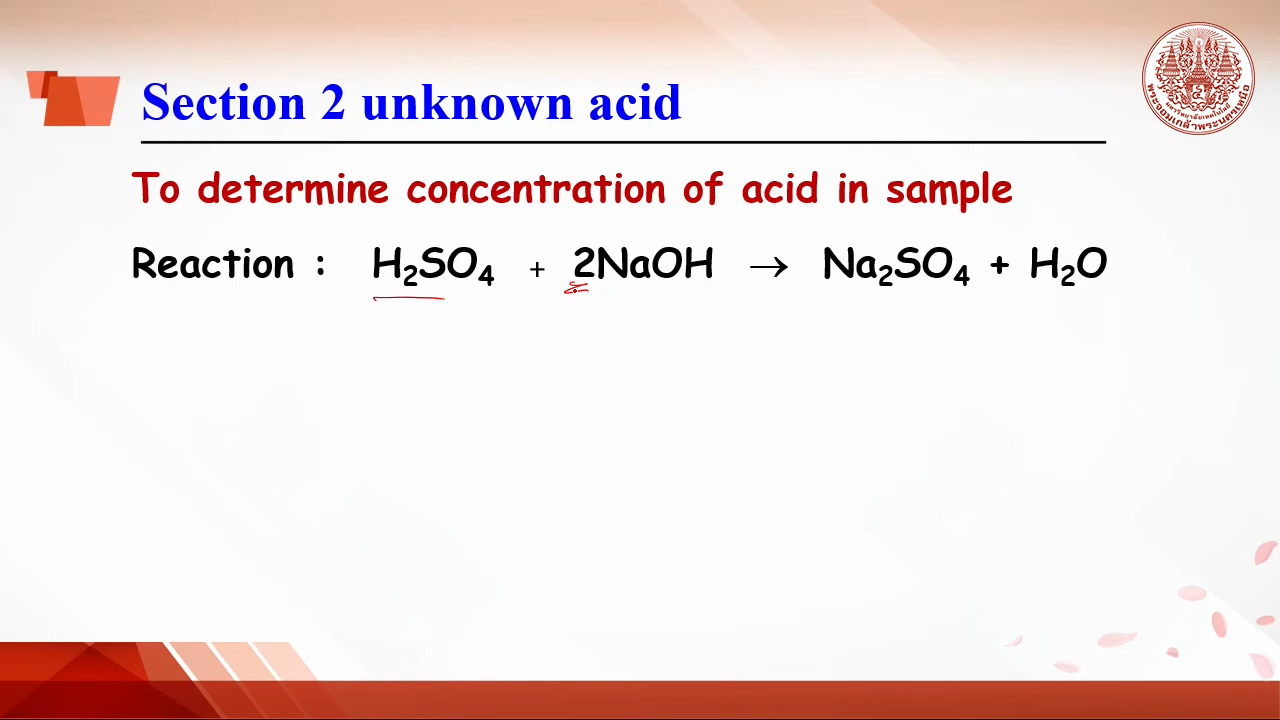 Section 2 unknown acid
To determine concentration of acid in sample
Reaction : H₂SO₄ + 2NaOH → Na₂SO₄ + H₂O